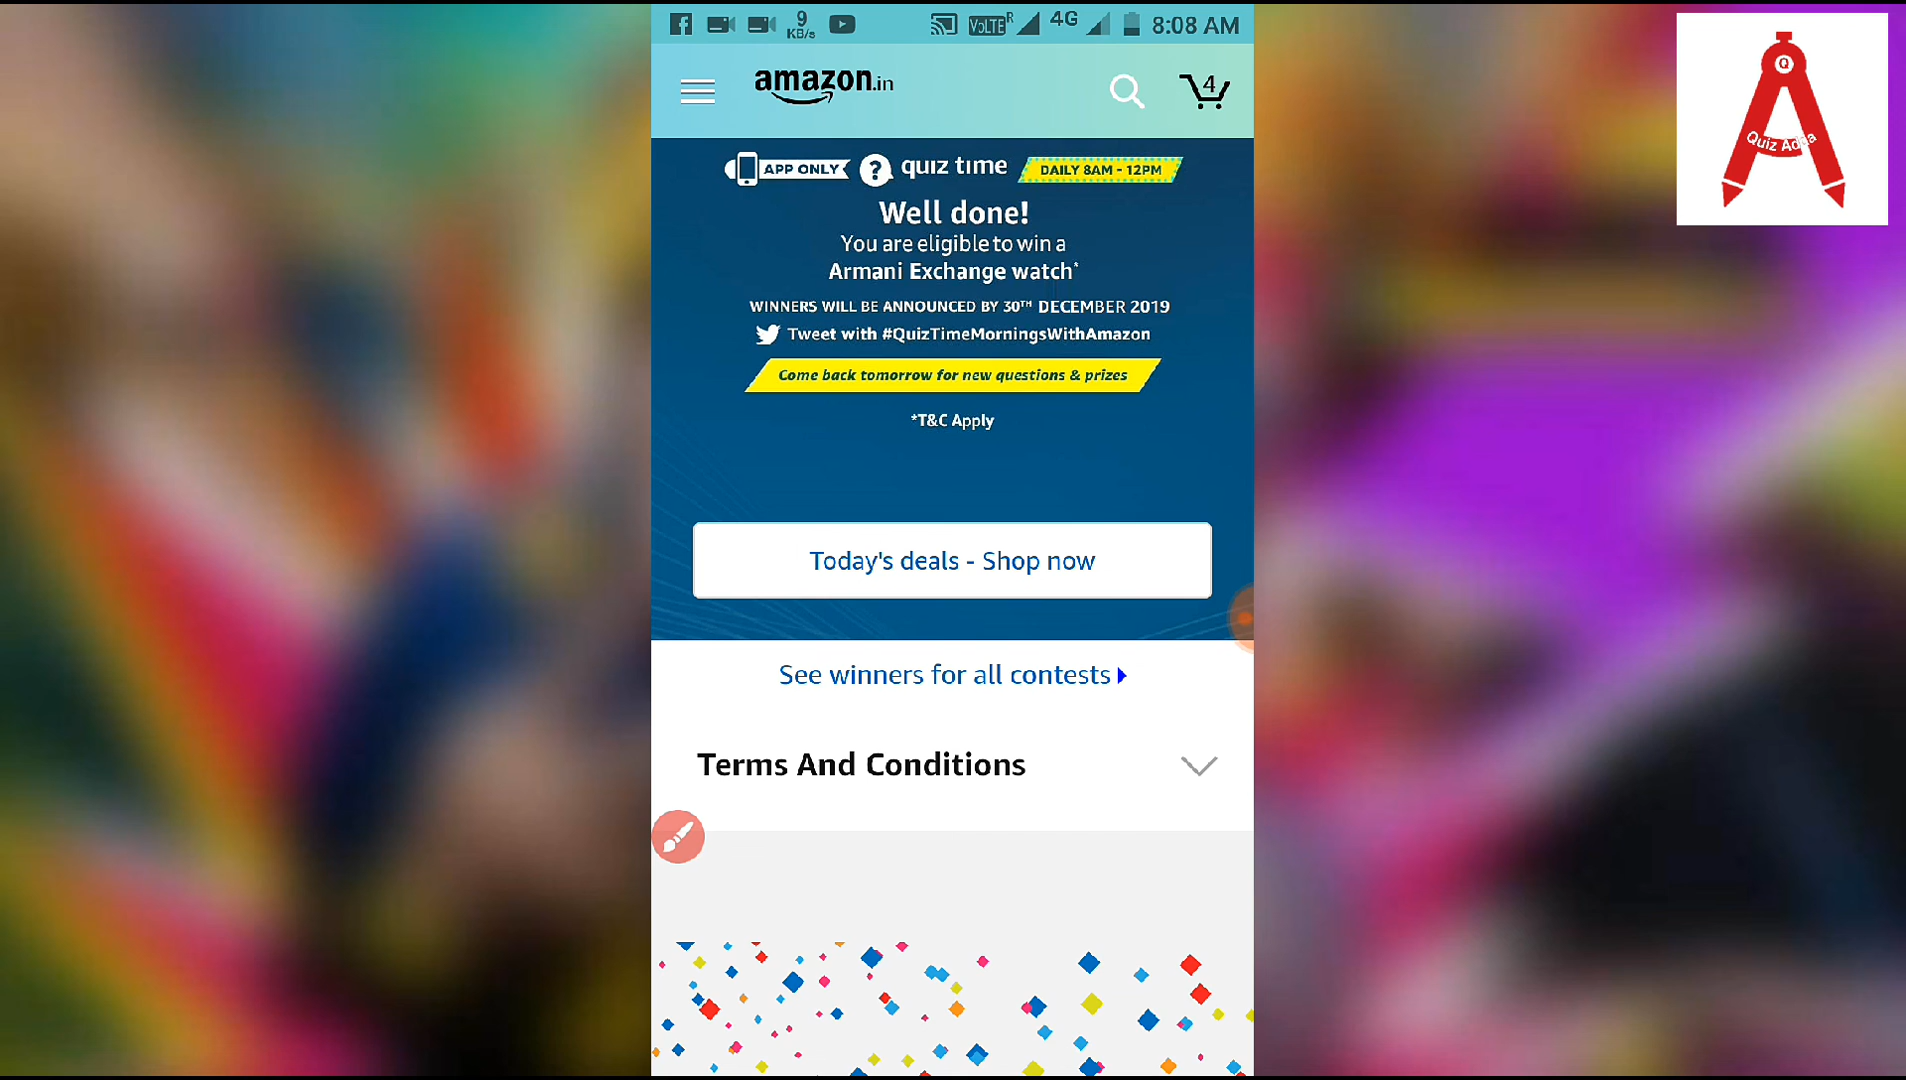 9
KB/s
VoLTE R
4G
8:08 AM
amazon.in
4
Q
Quiz Adda
APP ONLY
? quiz time
DAILY 8AM - 12PM
Well done!
You are eligible to win a
Armani Exchange watch*
WINNERS WILL BE ANNOUNCED BY 30TH DECEMBER 2019
Tweet with #QuizTimeMorningsWithAmazon
Come back tomorrow for new questions & prizes
*T&C Apply
Today's deals - Shop now
See winners for all contests
Terms And Conditions